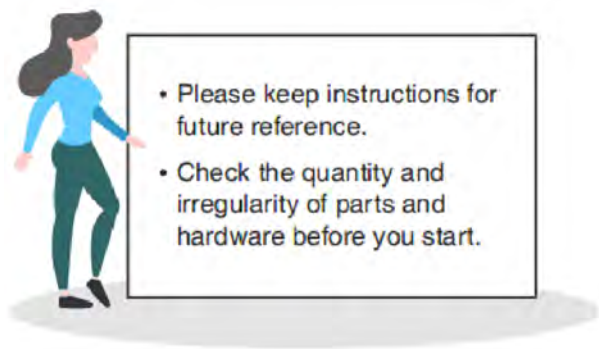 • Please keep instructions for
future reference.
• Check the quantity and
irregularity of parts and
hardware before you start.